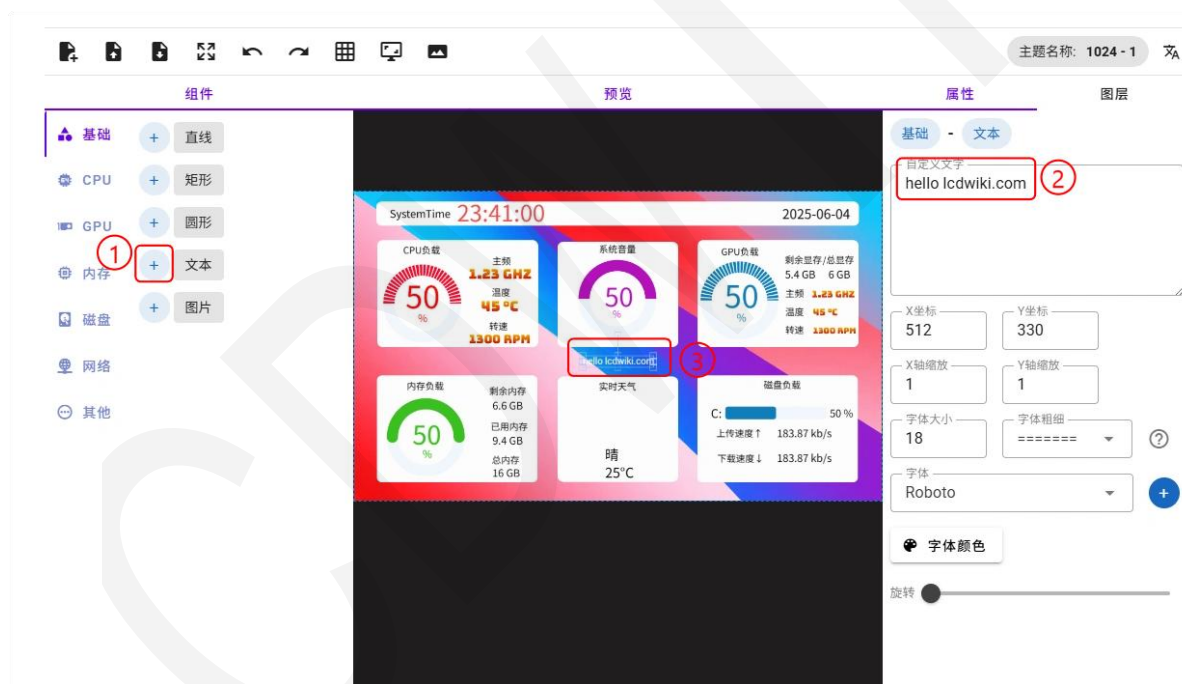 主题名称: 1024 - 1
组件
预览
属性
图层
基础
CPU
GPU
内存
磁盘
网络
其他
+ 直线
+ 矩形
+ 圆形
① + 文本
+ 图片
SystemTime 23:41:00
2025-06-04
CPU负载
50
%
主频
1.23 GHZ
温度
45 °C
转速
1300 RPM
系统音量
50
%
GPU负载
50
%
剩余显存/总显存
5.4 GB 6 GB
主频 1.23 GHZ
温度 45 °C
转速 1300 RPM
hello lcdwiki.com
③
内存负载
50
%
剩余内存
6.6 GB
已用内存
9.4 GB
总内存
16 GB
实时天气
晴
25°C
磁盘负载
C: 50 %
上传速度↑ 183.87 kb/s
下载速度↓ 183.87 kb/s
基础 - 文本
自定义文字
hello lcdwiki.com
②
X坐标
512
Y坐标
330
X轴缩放
1
Y轴缩放
1
字体大小
18
字体粗细
=======
字体
Roboto
+
字体颜色
旋转